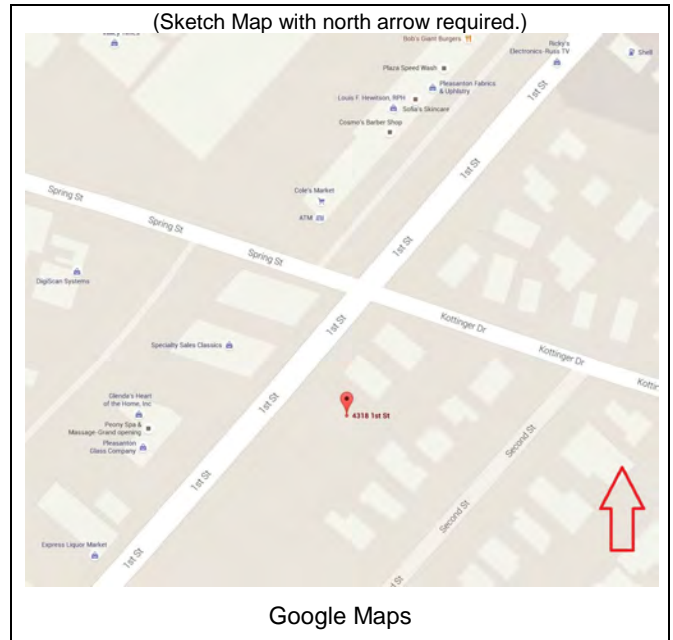 (Sketch Map with north arrow required.)
Bob's Giant Burgers
Ricky's
Electronics-Russ TV
Shell
Plaza Speed Wash
Pleasanton Fabrics
& Uphlstry
1st St
Louis F. Hewitson, RPH
Sofia's Skincare
Cosmo's Barber Shop
1st St
Spring St
Cole's Market
Spring St
ATM
1st St
Spring St
DigiScan Systems
Kottinger Dr
1st St
Specialty Sales Classics
Kottinger Dr
Glenda's Heart
of the Home, Inc
1st St
4318 1st St
Peony Spa &
Massage-Grand opening
Pleasanton
Glass Company
Second St
1st St
Second St
Express Liquor Market
1st St
Google Maps